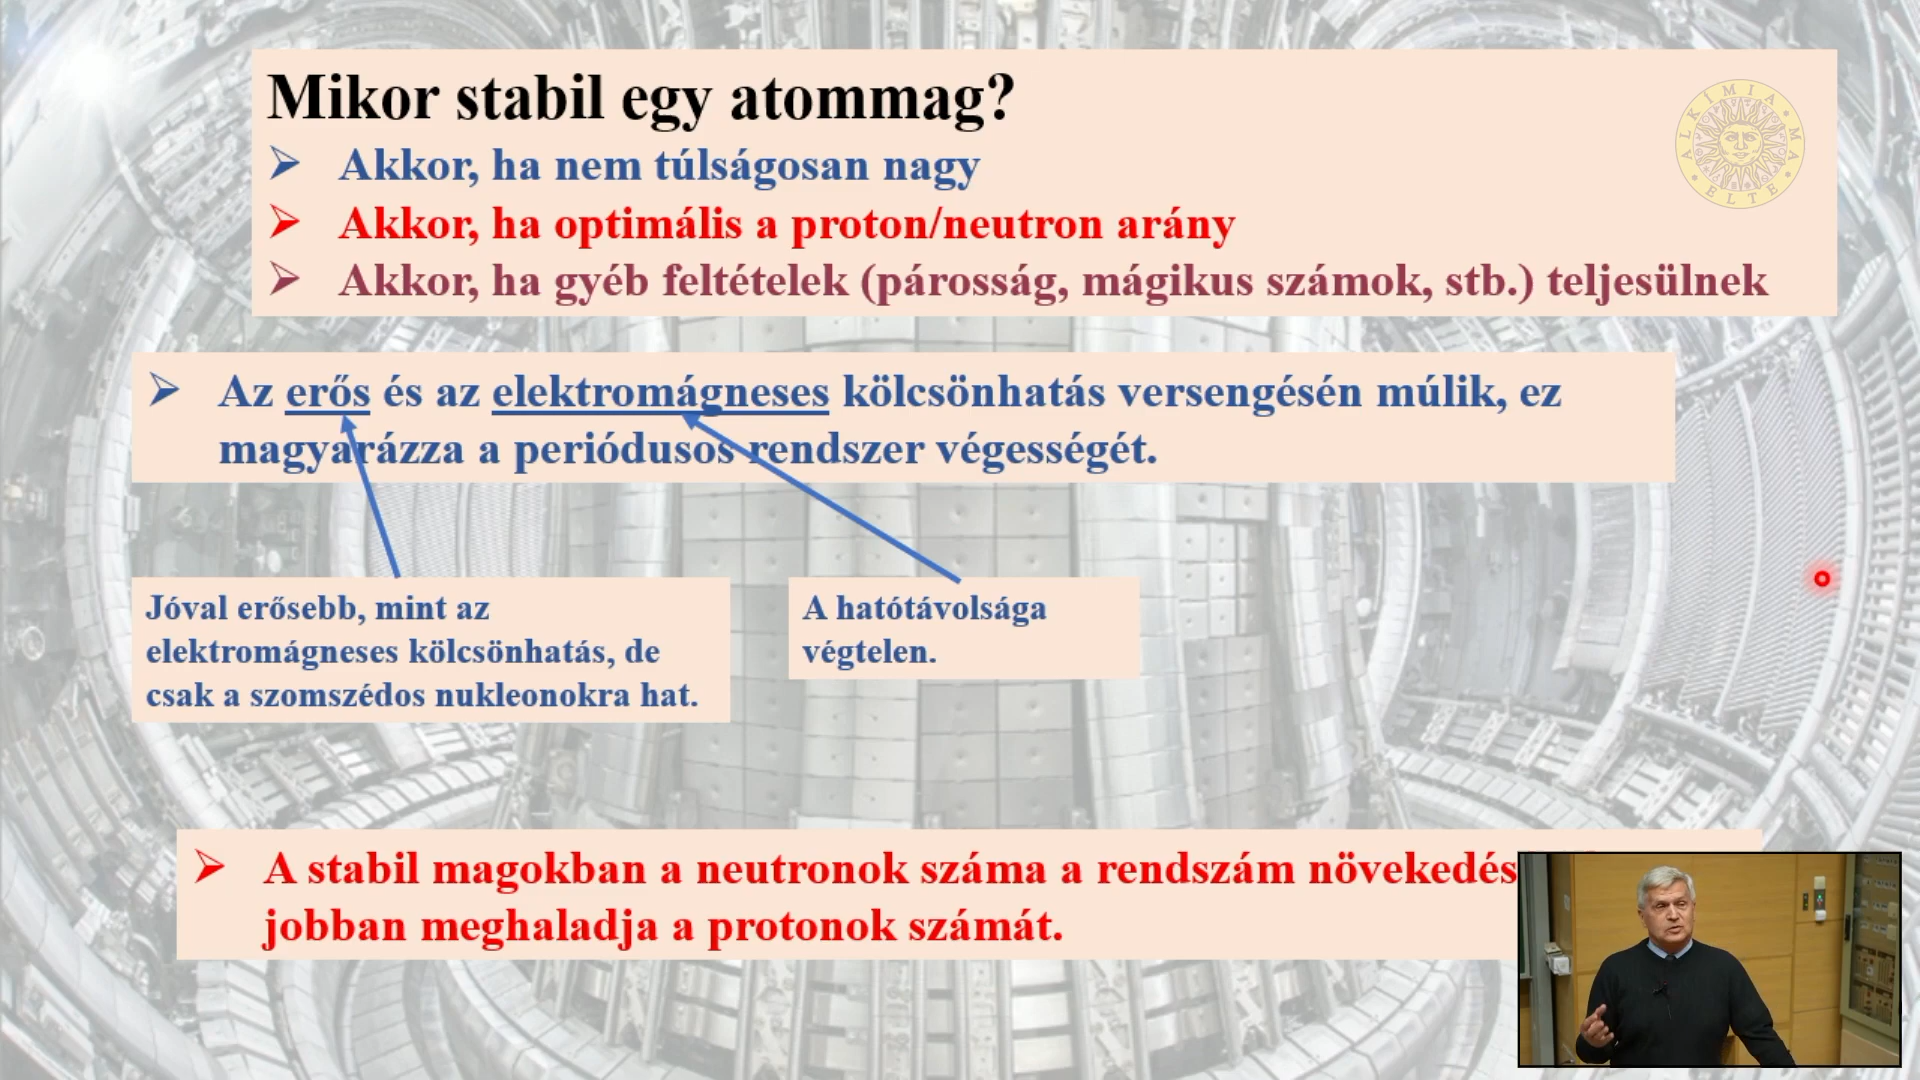 Mikor stabil egy atommag?
➢ Akkor, ha nem túlságosan nagy
➢ Akkor, ha optimális a proton/neutron arány
➢ Akkor, ha gyéb feltételek (párosság, mágikus számok, stb.) teljesülnek
ALKÍMIA MA
• ELTE •
➢ Az erős és az elektromágneses kölcsönhatás versengésén múlik, ez
magyarázza a periódusos rendszer végességét.
Jóval erősebb, mint az
elektromágneses kölcsönhatás, de
csak a szomszédos nukleonokra hat.
A hatótávolsága
végtelen.
➢ A stabil magokban a neutronok száma a rendszám növekedés
jobban meghaladja a protonok számát.